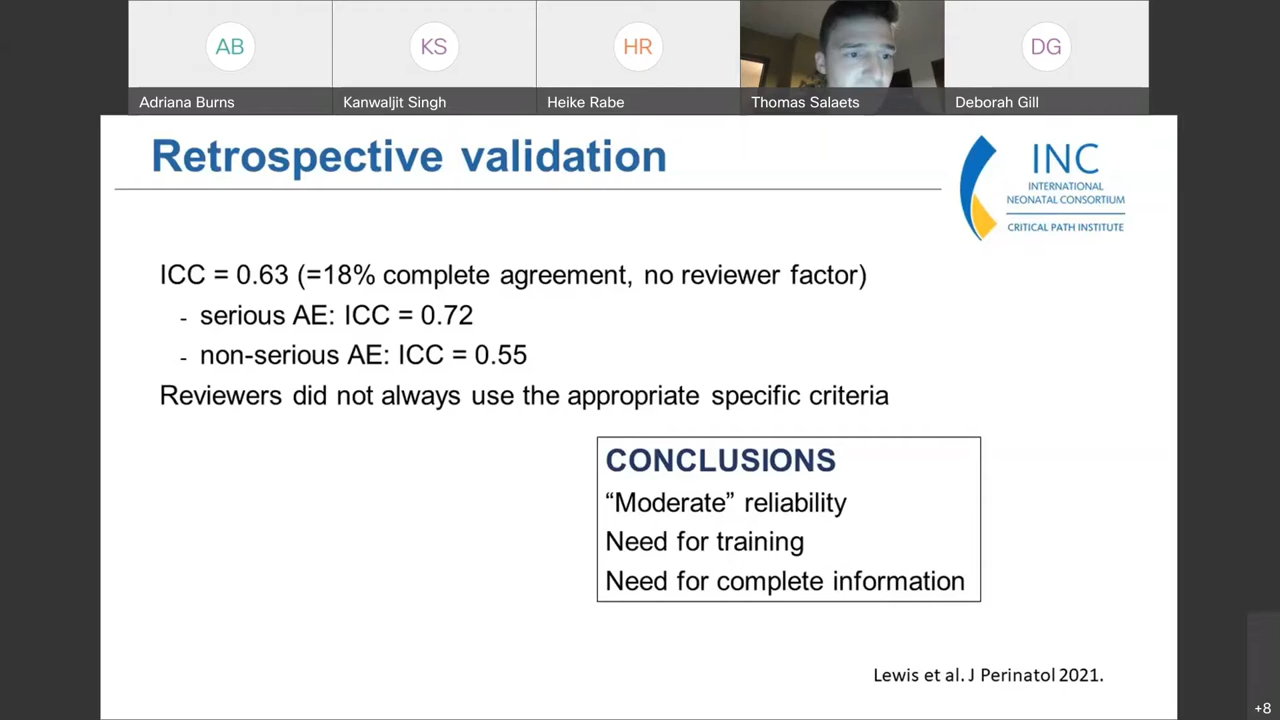 AB
KS
HR
DG
Adriana Burns
Kanwaljit Singh
Heike Rabe
Thomas Salaets
Deborah Gill
Retrospective validation
INC
INTERNATIONAL
NEONATAL CONSORTIUM
CRITICAL PATH INSTITUTE
ICC = 0.63 (=18% complete agreement, no reviewer factor)
- serious AE: ICC = 0.72
- non-serious AE: ICC = 0.55
Reviewers did not always use the appropriate specific criteria
CONCLUSIONS
“Moderate” reliability
Need for training
Need for complete information
Lewis et al. J Perinatol 2021.
+8